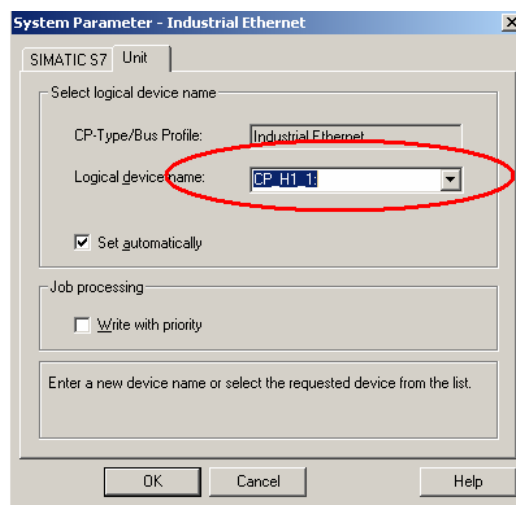 System Parameter - Industrial Ethernet
SIMATIC S7 Unit
Select logical device name
CP-Type/Bus Profile: Industrial Ethernet
Logical device name: CP_H1_1:
Set automatically
Job processing
Write with priority
Enter a new device name or select the requested device from the list.
OK Cancel Help